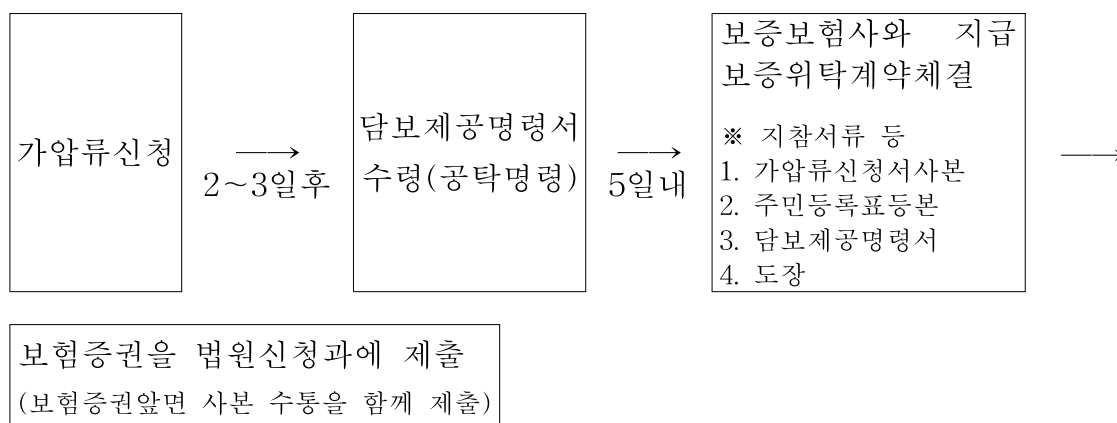 가압류신청
⟶
2~3일후
담보제공명령서
수령(공탁명령)
⟶
5일내
보증보험사와 지급
보증위탁계약체결
※ 지참서류 등
1. 가압류신청서사본
2. 주민등록표등본
3. 담보제공명령서
4. 도장
⟶
보험증권을 법원신청과에 제출
(보험증권앞면 사본 수통을 함께 제출)